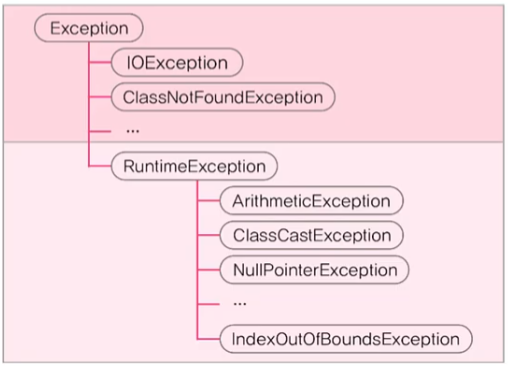 Exception
IOException
ClassNotFoundException
...
RuntimeException
ArithmeticException
ClassCastException
NullPointerException
...
IndexOutOfBoundsException